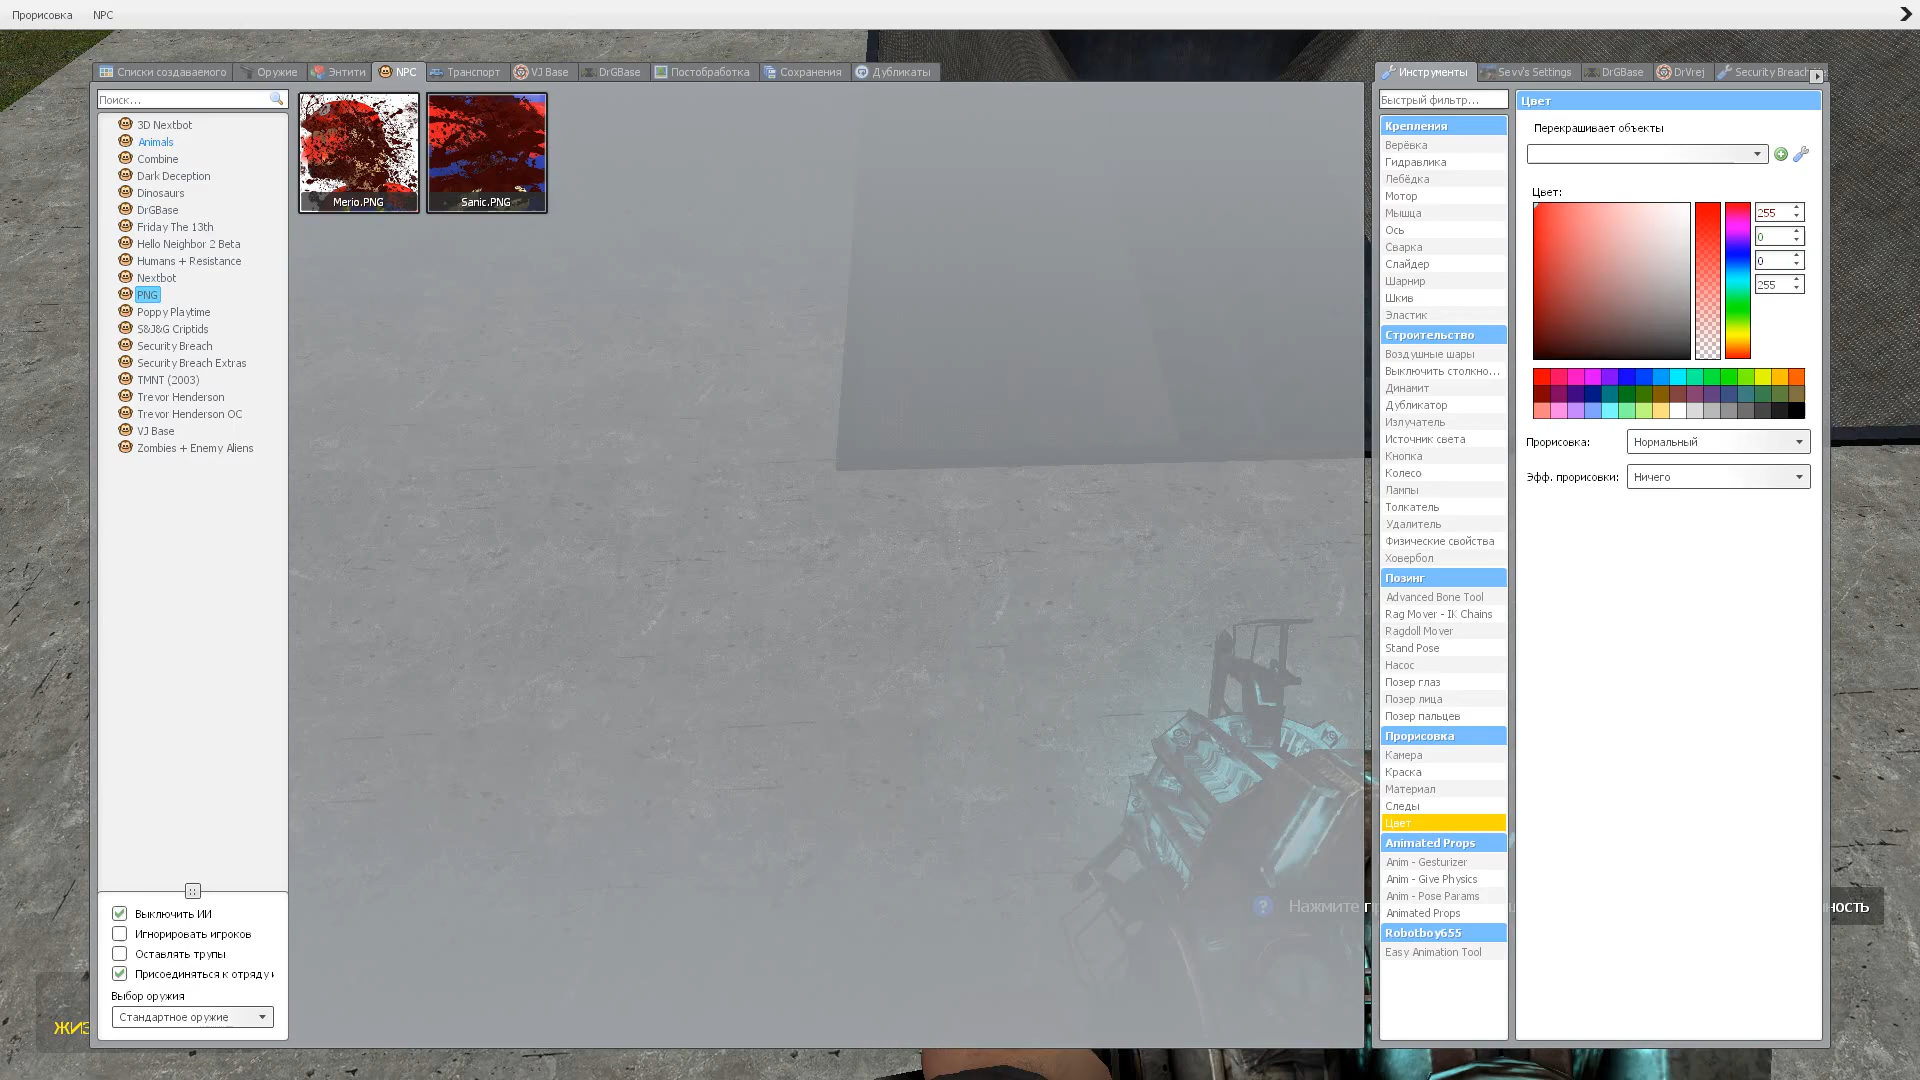 Прорисовка NPC
Списки создаваемого Оружие Энтити NPC Транспорт VJ Base DrGBase Постобработка Сохранения Дубликаты
Поиск...
3D Nextbot
Animals
Combine
Dark Deception
Dinosaurs
DrGBase
Friday The 13th
Hello Neighbor 2 Beta
Humans + Resistance
Nextbot
PNG
Poppy Playtime
S&J&G Criptids
Security Breach
Security Breach Extras
TMNT (2003)
Trevor Henderson
Trevor Henderson OC
VJ Base
Zombies + Enemy Aliens
Merio.PNG Sanic.PNG
Выключить ИИ
Игнорировать игроков
Оставлять трупы
Присоединяться к отряду
Выбор оружия
Стандартное оружие
Инструменты Sevv's Settings DrGBase DrVrej Security Breach
Быстрый фильтр...
Крепления
Верёвка
Гидравлика
Лебёдка
Мотор
Мышца
Ось
Сварка
Слайдер
Шарнир
Шкив
Эластик
Строительство
Воздушные шары
Выключить столкно...
Динамит
Дубликатор
Излучатель
Источник света
Кнопка
Колесо
Лампы
Толкатель
Удалитель
Физические свойства
Ховербол
Позинг
Advanced Bone Tool
Rag Mover - IK Chains
Ragdoll Mover
Stand Pose
Насос
Позер глаз
Позер лица
Позер пальцев
Прорисовка
Камера
Краска
Материал
Следы
Цвет
Animated Props
Anim - Gesturizer
Anim - Give Physics
Anim - Pose Params
Animated Props
Robotboy655
Easy Animation Tool
Цвет
Перекрашивает объекты
Цвет:
255
0
0
255
Прорисовка: Нормальный
Эфф. прорисовки: Ничего
Нажмите
ность
ЖИЗ